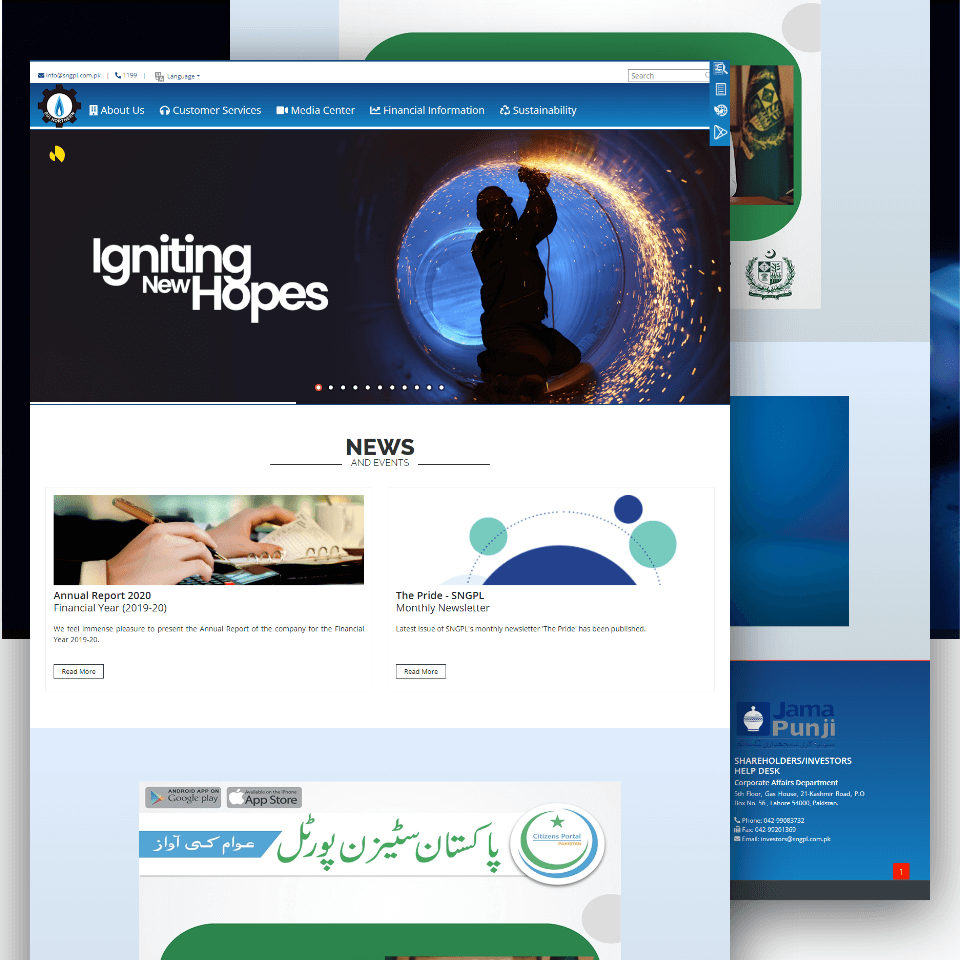 info@sngpl.com.pk | 1199 | Language
Search
About Us Customer Services Media Center Financial Information Sustainability
Igniting
New Hopes
NEWS
AND EVENTS
Annual Report 2020
Financial Year (2019-20)
We feel immense pleasure to present the Annual Report of the company for the Financial
Year 2019-20.
Read More
The Pride - SNGPL
Monthly Newsletter
Latest issue of SNGPL's monthly newsletter 'The Pride' has been published.
Read More
ANDROID APP ON
Google play
Available on the iPhone
App Store
پاکستان سٹیزن پورٹل
عوام کی آواز
Citizens Portal
PAKISTAN
Jama
Punji
SHAREHOLDERS/INVESTORS
HELP DESK
Corporate Affairs Department
5th Floor, Gas House, 21-Kashmir Road, P.O
Box No. 56, Lahore 54000, Pakistan.
Phone: 042-99083732
Fax: 042-99201369
Email: investors@sngpl.com.pk
1